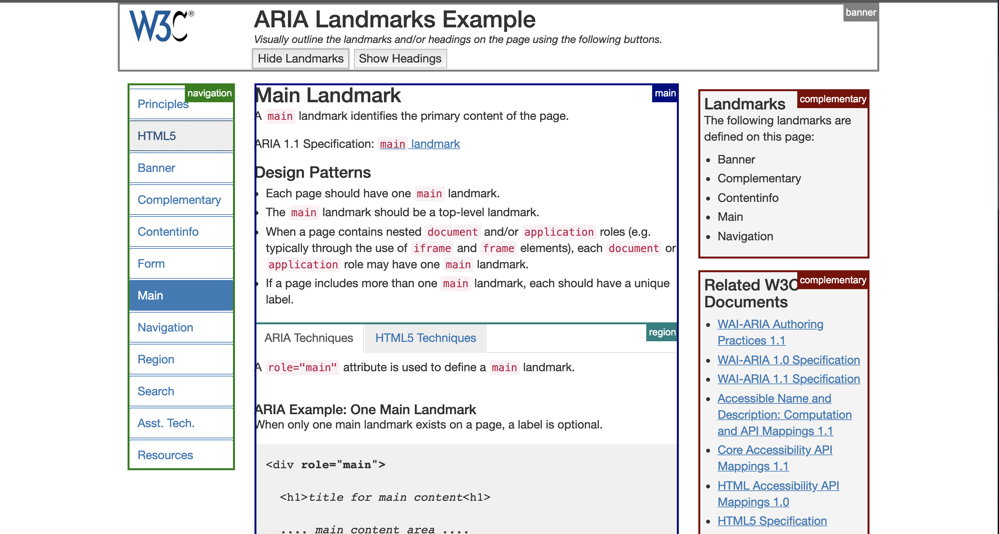 W3C®
ARIA Landmarks Example
banner
Visually outline the landmarks and/or headings on the page using the following buttons.
Hide Landmarks
Show Headings
navigation
Principles
HTML5
Banner
Complementary
Contentinfo
Form
Main
Navigation
Region
Search
Asst. Tech.
Resources
main
Main Landmark
A main landmark identifies the primary content of the page.
ARIA 1.1 Specification: main landmark
Design Patterns
• Each page should have one main landmark.
• The main landmark should be a top-level landmark.
• When a page contains nested document and/or application roles (e.g.
typically through the use of iframe and frame elements), each document or
application role may have one main landmark.
• If a page includes more than one main landmark, each should have a unique
label.
region
ARIA Techniques
HTML5 Techniques
A role="main" attribute is used to define a main landmark.
ARIA Example: One Main Landmark
When only one main landmark exists on a page, a label is optional.
<div role="main">
<h1>title for main content<h1>
.... main content area ....
complementary
Landmarks
The following landmarks are
defined on this page:
• Banner
• Complementary
• Contentinfo
• Main
• Navigation
complementary
Related W3C
Documents
• WAI-ARIA Authoring
Practices 1.1
• WAI-ARIA 1.0 Specification
• WAI-ARIA 1.1 Specification
• Accessible Name and
Description: Computation
and API Mappings 1.1
• Core Accessibility API
Mappings 1.1
• HTML Accessibility API
Mappings 1.0
• HTML5 Specification